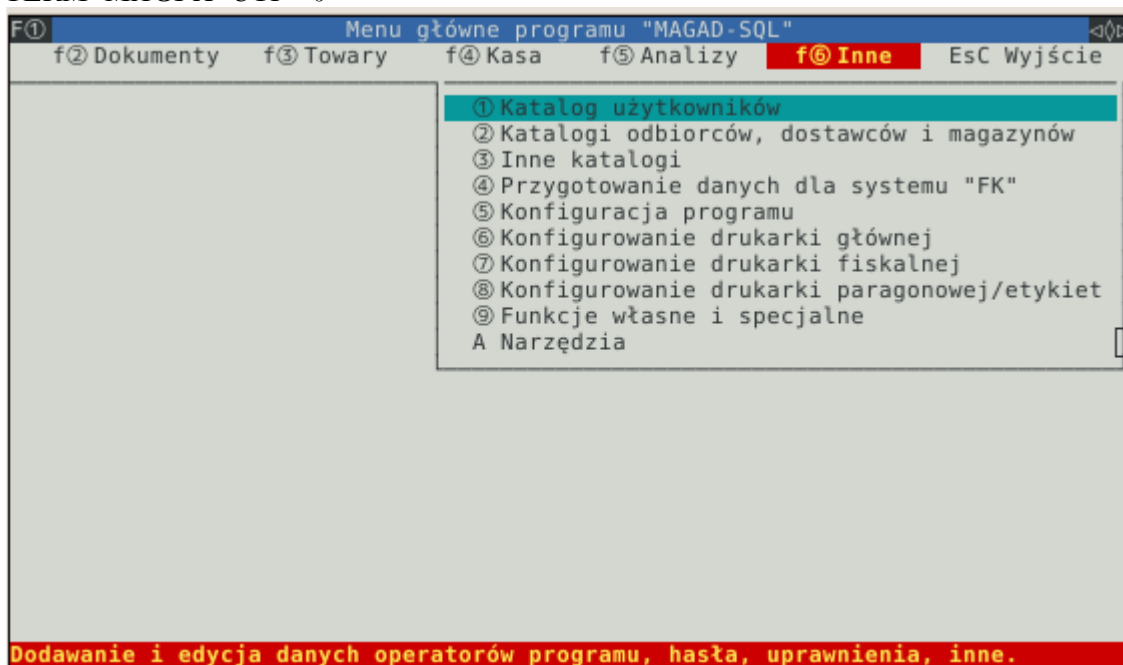 F① Menu główne programu "MAGAD-SQL"
f② Dokumenty f③ Towary f④ Kasa f⑤ Analizy f⑥ Inne EsC Wyjście
① Katalog użytkowników
② Katalogi odbiorców, dostawców i magazynów
③ Inne katalogi
④ Przygotowanie danych dla systemu "FK"
⑤ Konfiguracja programu
⑥ Konfigurowanie drukarki głównej
⑦ Konfigurowanie drukarki fiskalnej
⑧ Konfigurowanie drukarki paragonowej/etykiet
⑨ Funkcje własne i specjalne
A Narzędzia
Dodawanie i edycja danych operatorów programu, hasła, uprawnienia, inne.